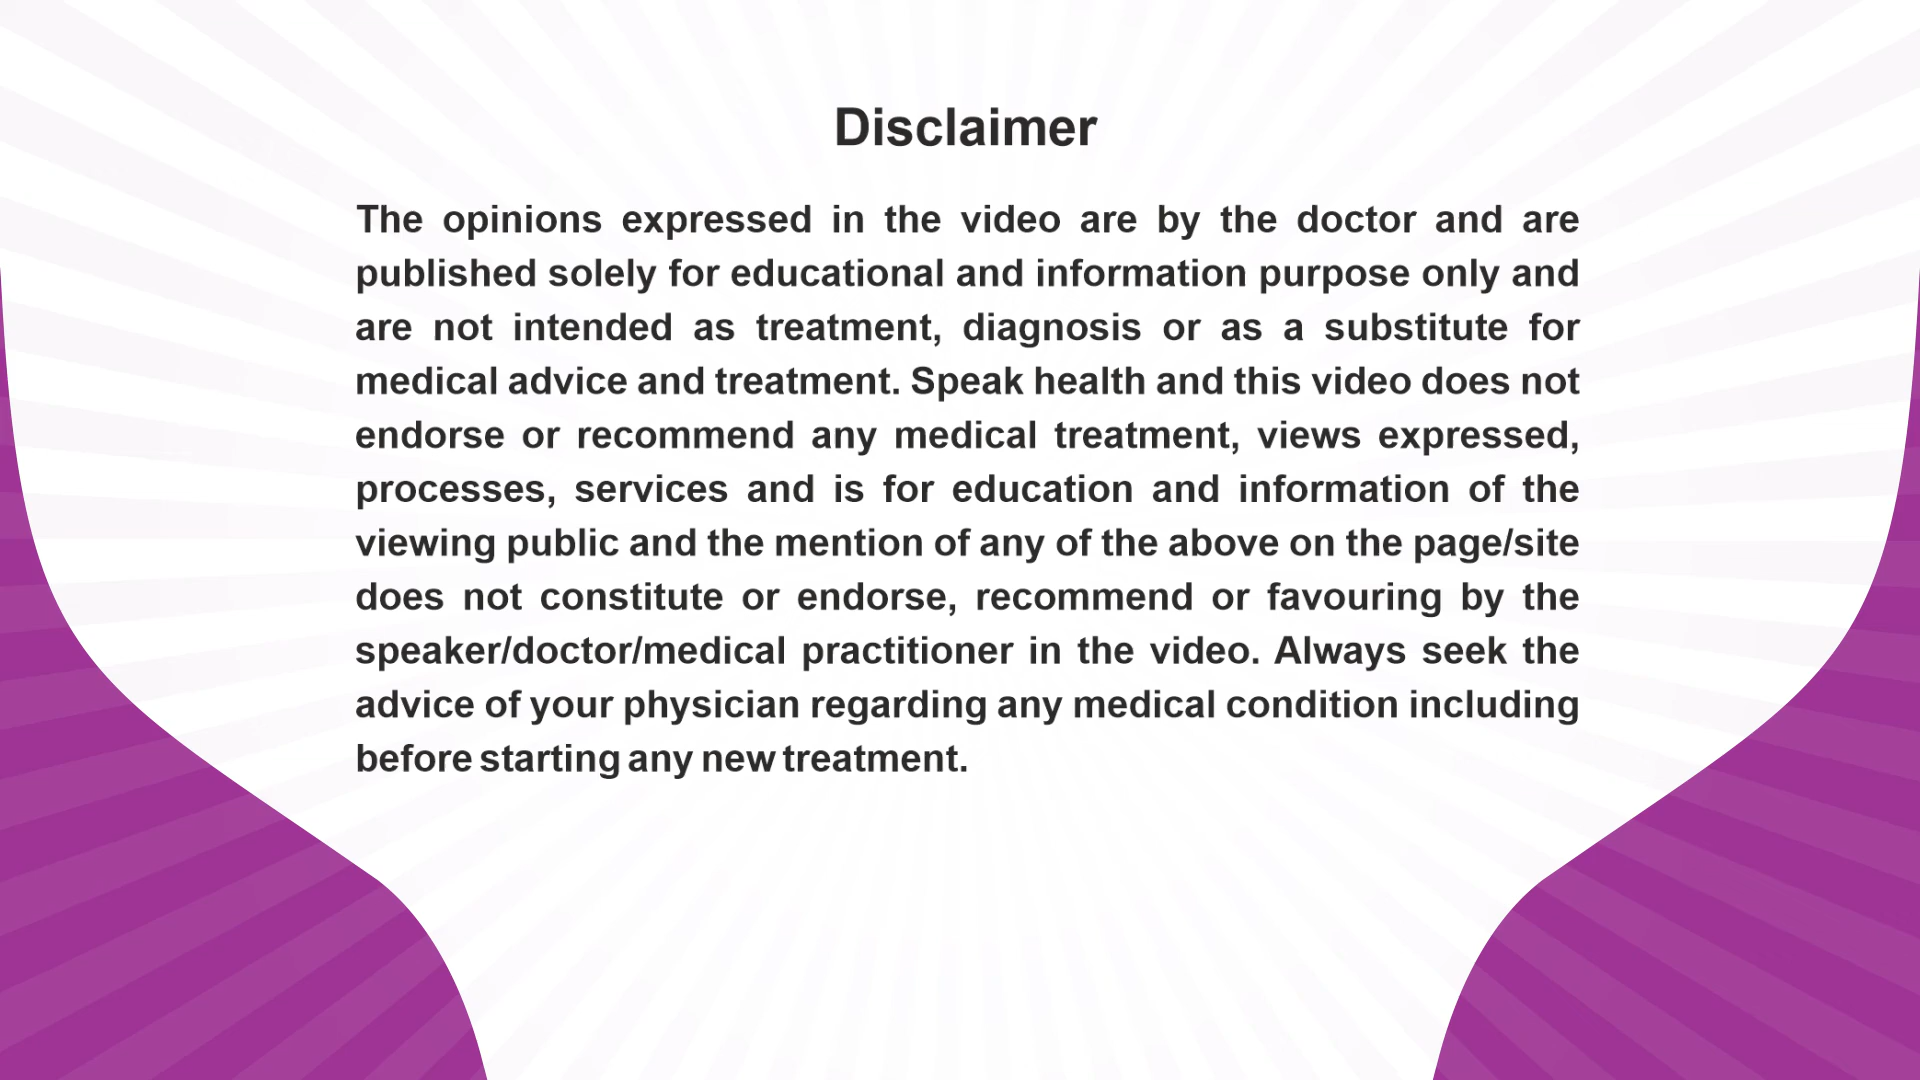 Disclaimer
The opinions expressed in the video are by the doctor and are
published solely for educational and information purpose only and
are not intended as treatment, diagnosis or as a substitute for
medical advice and treatment. Speak health and this video does not
endorse or recommend any medical treatment, views expressed,
processes, services and is for education and information of the
viewing public and the mention of any of the above on the page/site
does not constitute or endorse, recommend or favouring by the
speaker/doctor/medical practitioner in the video. Always seek the
advice of your physician regarding any medical condition including
before starting any new treatment.